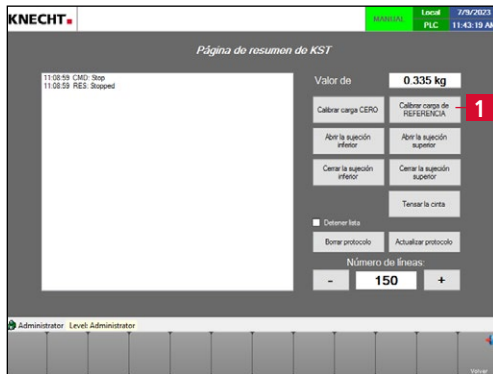 KNECHT
MANUAL
Local
PLC
7/9/2023
11:43:19 AM
Página de resumen de KST
11:08:59 CMD: Stop
11:08:59 RES: Stopped
Valor de
0.335 kg
Calibrar carga CERO
Calibrar carga de
REFERENCIA
1
Abrir la sujeción
inferior
Abrir la sujeción
superior
Cerrar la sujeción
inferior
Cerrar la sujeción
superior
Tensar la cinta
Detener lista
Borrar protocolo
Actualizar protocolo
Número de líneas:
-
150
+
Administrator Level: Administrator
Volver